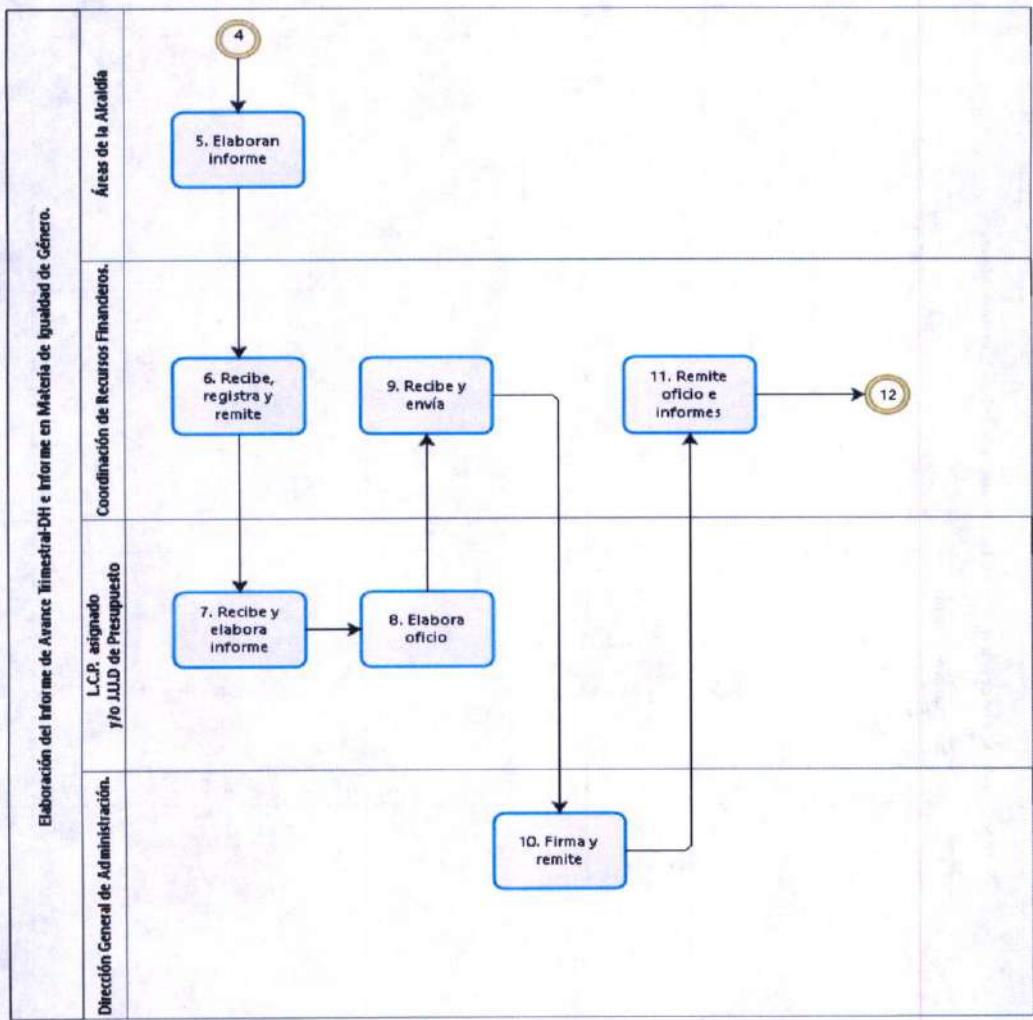 Elaboración del Informe de Avance Trimestral-DH e Informe en Materia de Igualdad de Género.
Áreas de la Alcaldía
Coordinación de Recursos Financieros.
L.C.P. asignado
y/o J.U.D de Presupuesto
Dirección General de Administración.
4
5. Elaboran
informe
6. Recibe,
registra y
remite
7. Recibe y
elabora
informe
8. Elabora
oficio
9. Recibe y
envía
10. Firma y
remite
11. Remite
oficio e
informes
12